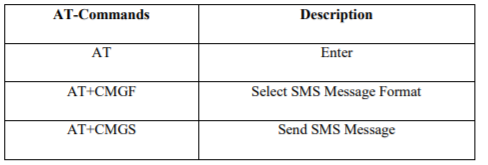 AT-Commands Description
AT Enter
AT+CMGF Select SMS Message Format
AT+CMGS Send SMS Message